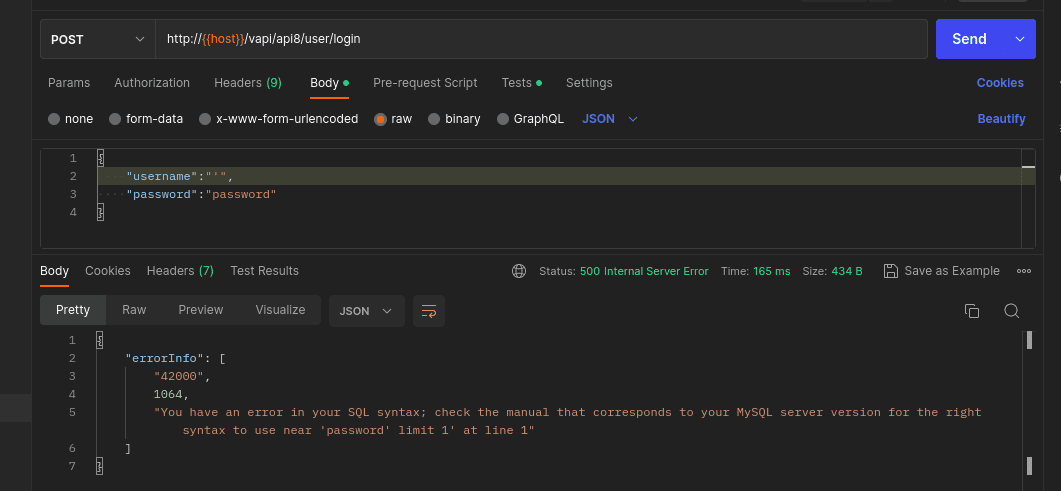 POST http://{{host}}/vapi/api8/user/login Send
Params Authorization Headers (9) Body Pre-request Script Tests Settings Cookies
none form-data x-www-form-urlencoded raw binary GraphQL JSON Beautify
1 {
2 "username":"'",
3 "password":"password"
4 }
Body Cookies Headers (7) Test Results Status: 500 Internal Server Error Time: 165 ms Size: 434 B Save as Example
Pretty Raw Preview Visualize JSON
1 {
2 "errorInfo": [
3 "42000",
4 1064,
5 "You have an error in your SQL syntax; check the manual that corresponds to your MySQL server version for the right
syntax to use near 'password' limit 1' at line 1"
6 ]
7 }